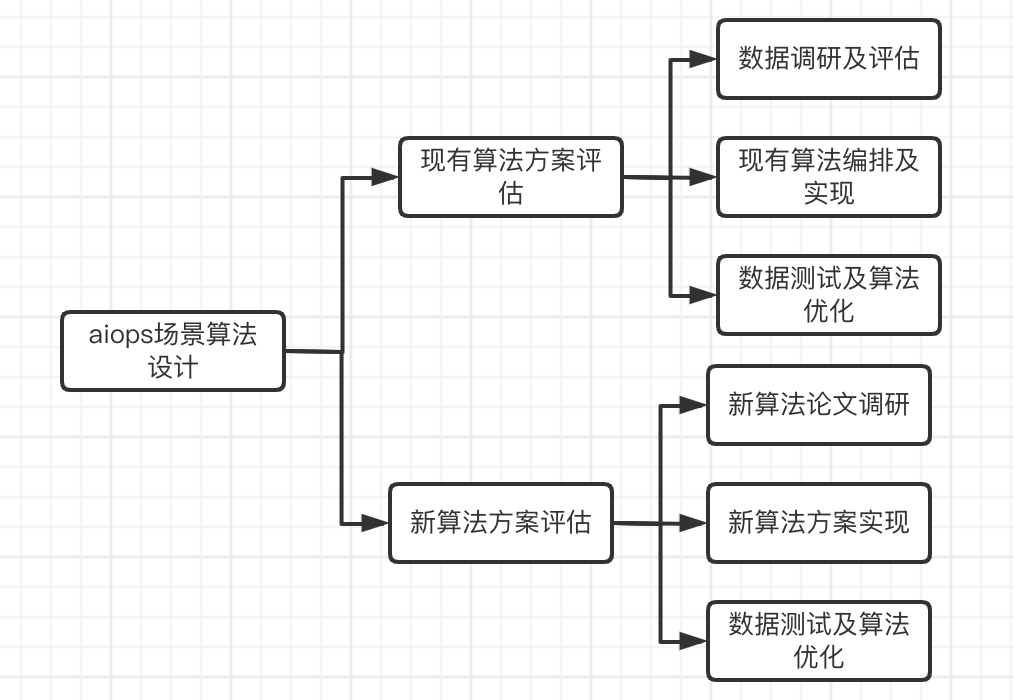 数据调研及评估
现有算法方案评
估
现有算法编排及
实现
数据测试及算法
优化
aiops场景算法
设计
新算法论文调研
新算法方案评估
新算法方案实现
数据测试及算法
优化